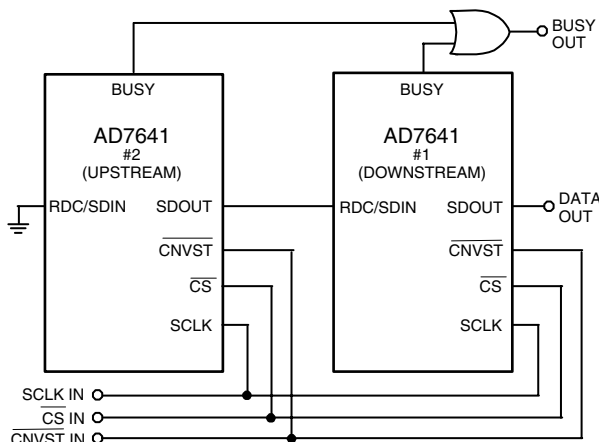 BUSY
OUT
BUSY
BUSY
AD7641
#2
(UPSTREAM)
AD7641
#1
(DOWNSTREAM)
RDC/SDIN
SDOUT
RDC/SDIN
SDOUT
DATA
OUT
CNVST
CNVST
CS
CS
SCLK
SCLK
SCLK IN
CS IN
CNVST IN